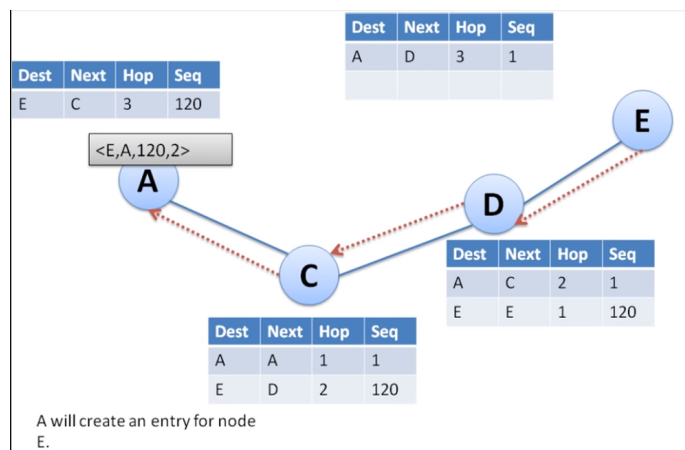 Dest Next Hop Seq
A D 3 1
Dest Next Hop Seq
E C 3 120
E
<E,A,120,2>
A
D
C
Dest Next Hop Seq
A C 2 1
E E 1 120
Dest Next Hop Seq
A A 1 1
E D 2 120
A will create an entry for node
E.